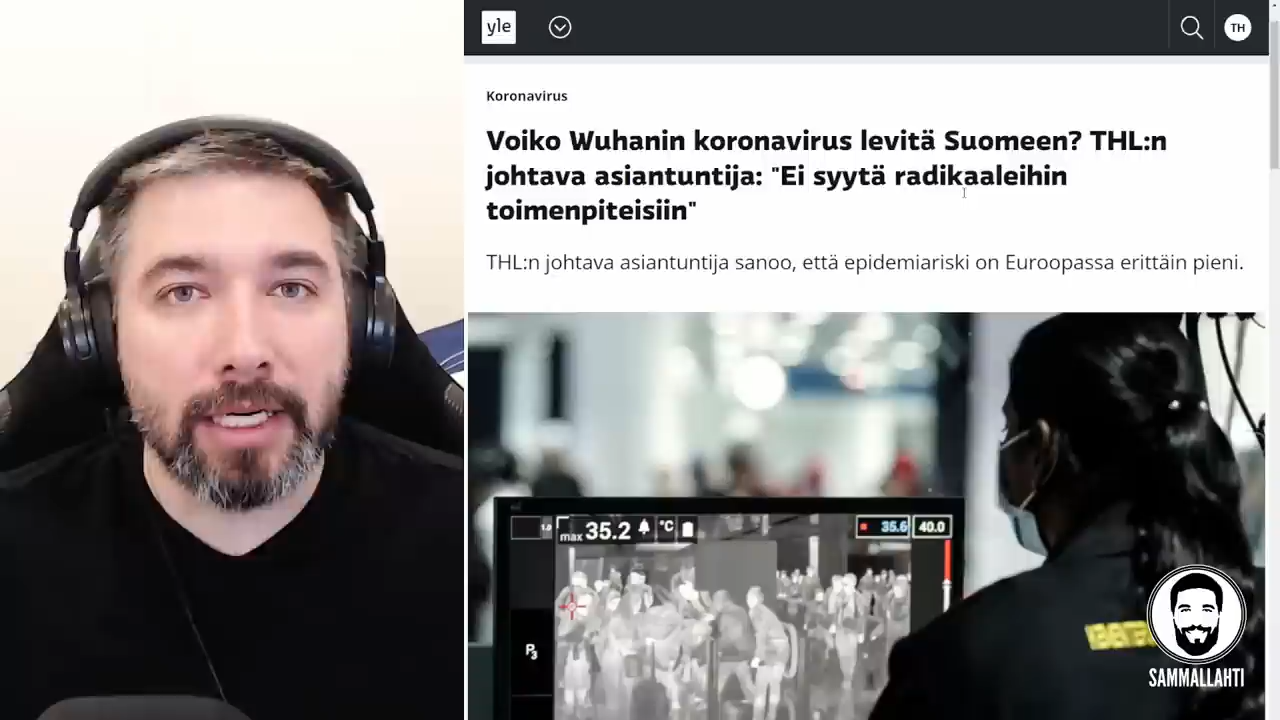 yle
TH
Koronavirus
Voiko Wuhanin koronavirus levitä Suomeen? THL:n
johtava asiantuntija: "Ei syytä radikaaleihin
toimenpiteisiin"
THL:n johtava asiantuntija sanoo, että epidemiariski on Euroopassa erittäin pieni.
max 35.2 °C
35.6 40.0
P3
SAMMALLAHTI